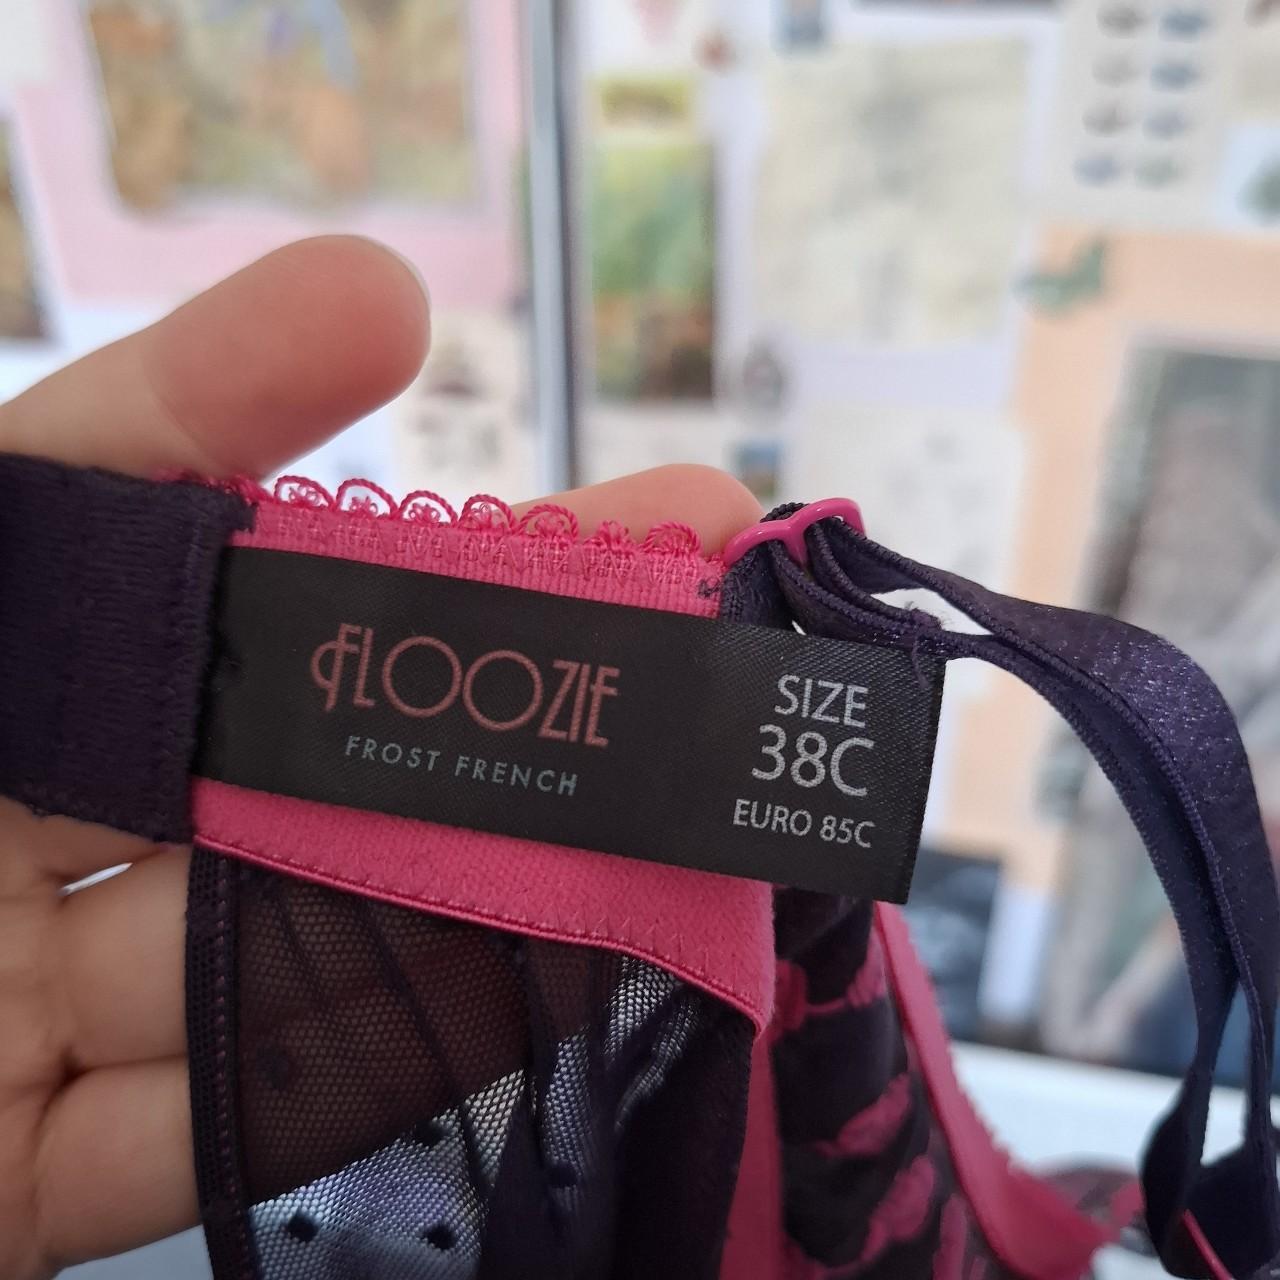 FLOOZIE
FROST FRENCH
SIZE
38C
EURO 85C